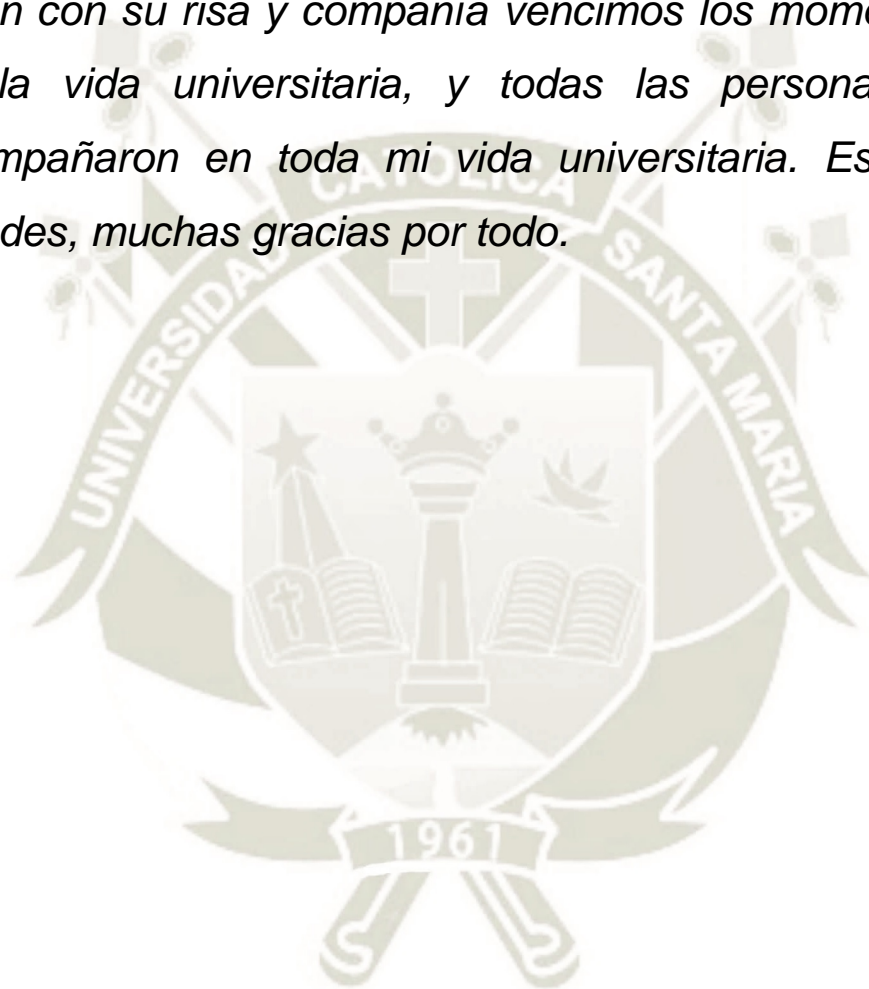 n con su risa y compañía vencimos los mome
la vida universitaria, y todas las persona
mpañaron en toda mi vida universitaria. Es
des, muchas gracias por todo.
UNIVERSIDAD CATOLICA SANTA MARIA
1961